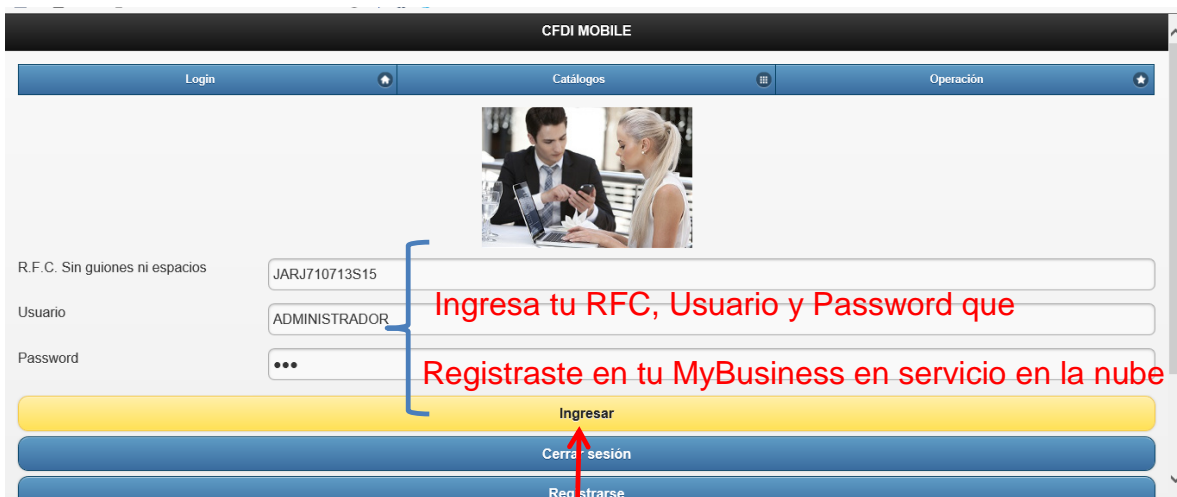 CFDI MOBILE
Login
Catálogos
Operación
R.F.C. Sin guiones ni espacios
JARJ710713S15
Usuario
ADMINISTRADOR
Ingresa tu RFC, Usuario y Password que
Password
•••
Registraste en tu MyBusiness en servicio en la nube
Ingresar
Cerrar sesión
Registrarse